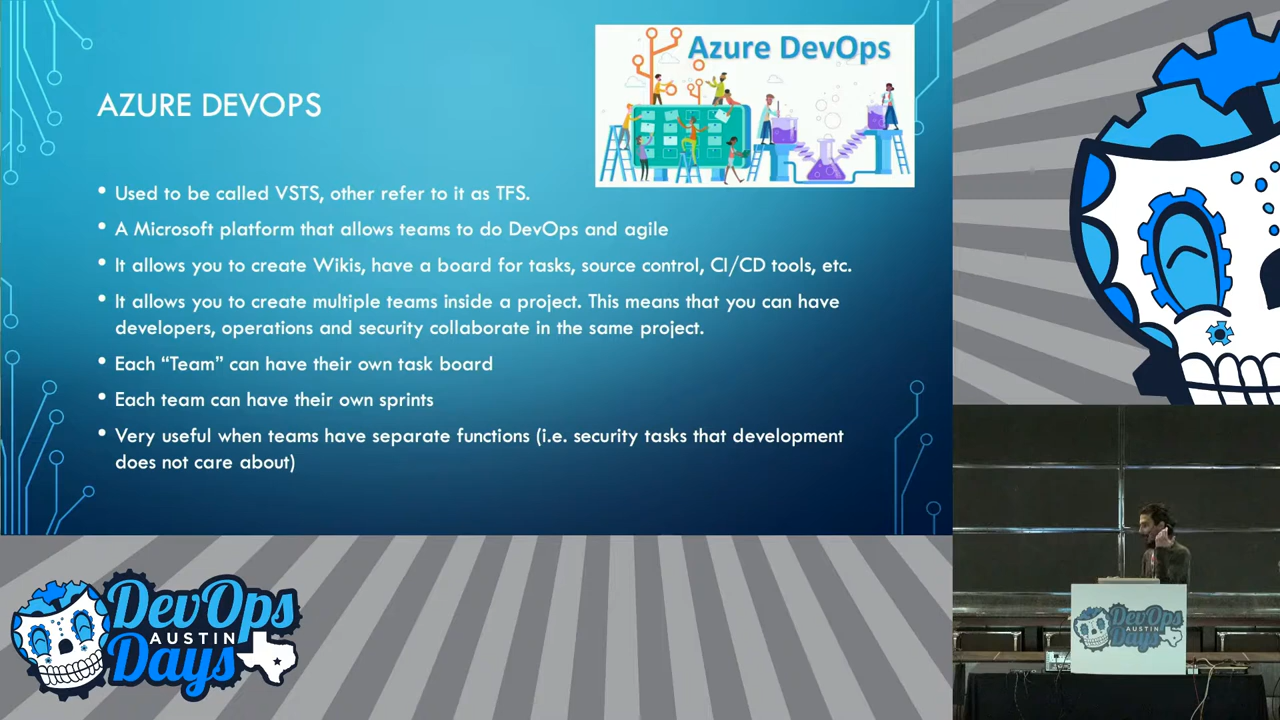 Azure DevOps
AZURE DEVOPS
• Used to be called VSTS, other refer to it as TFS.
• A Microsoft platform that allows teams to do DevOps and agile
• It allows you to create Wikis, have a board for tasks, source control, CI/CD tools, etc.
• It allows you to create multiple teams inside a project. This means that you can have
developers, operations and security collaborate in the same project.
• Each “Team” can have their own task board
• Each team can have their own sprints
• Very useful when teams have separate functions (i.e. security tasks that development
does not care about)
DevOps
AUSTIN
Days
DevOps
AUSTIN
Days